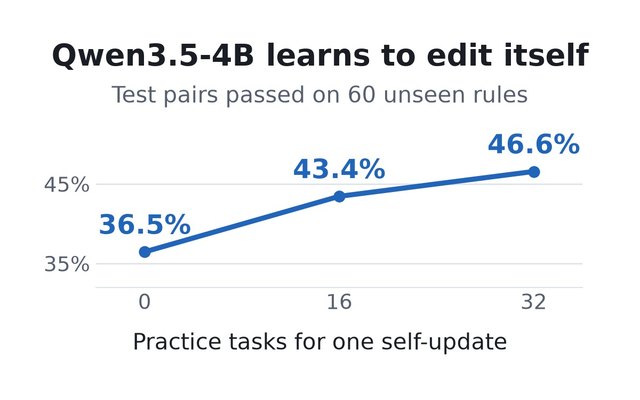 Qwen3.5-4B learns to edit itself
Test pairs passed on 60 unseen rules
46.6%
43.4%
45%
36.5%
35%
0 16 32
Practice tasks for one self-update